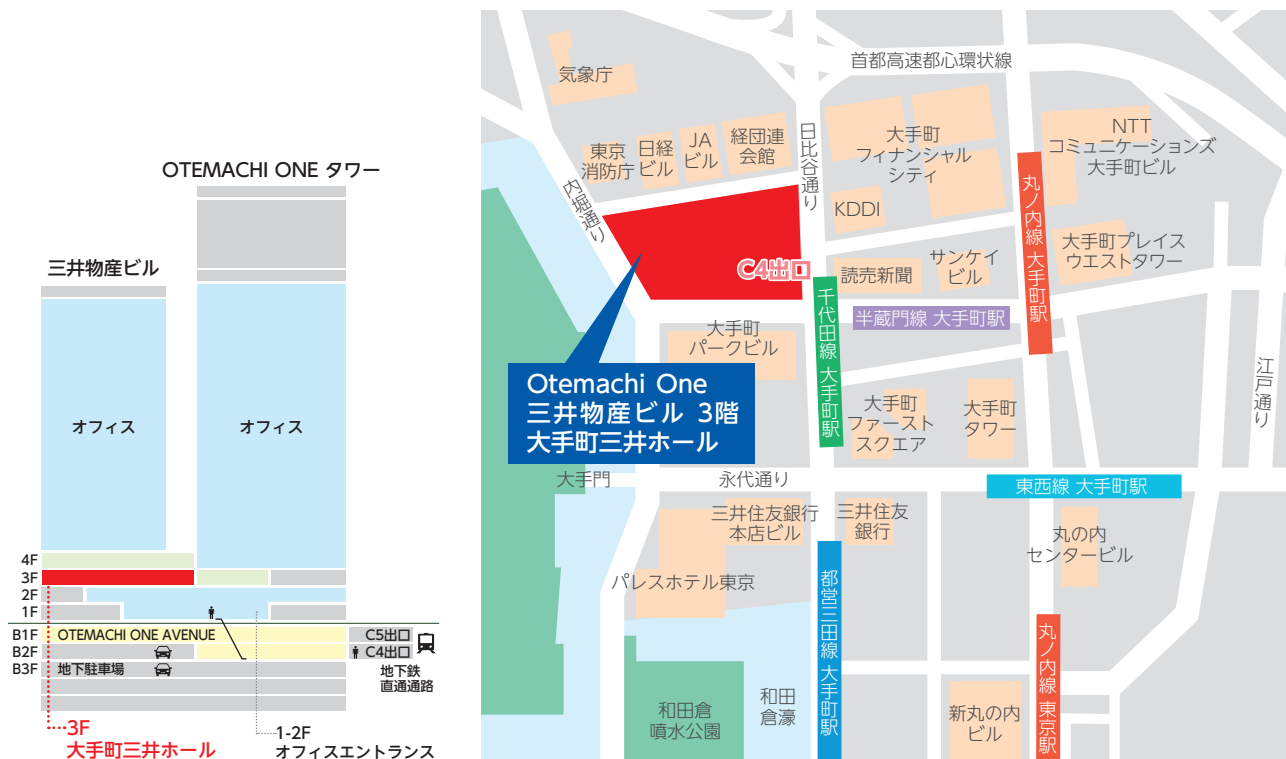 OTEMACHI ONE タワー
三井物産ビル
オフィス
オフィス
4F
3F
2F
1F
B1F
OTEMACHI ONE AVENUE
C5出口
B2F
C4出口
B3F
地下駐車場
地下鉄
直通通路
3F
大手町三井ホール
1-2F
オフィスエントランス
首都高速都心環状線
気象庁
東京
消防庁
日経
ビル
JA
ビル
経団連
会館
日比谷通り
大手町
フィナンシャル
シティ
NTT
コミュニケーションズ
大手町ビル
内堀通り
KDDI
丸ノ内線 大手町駅
大手町プレイス
ウエストタワー
C4出口
読売新聞
サンケイ
ビル
千代田線 大手町駅
半蔵門線 大手町駅
大手町
パークビル
江戸通り
Otemachi One
三井物産ビル 3階
大手町三井ホール
大手町
ファースト
スクエア
大手町
タワー
大手門
永代通り
東西線 大手町駅
三井住友銀行
本店ビル
三井住友
銀行
丸の内
センタービル
パレスホテル東京
都営三田線 大手町駅
丸ノ内線 東京駅
和田倉
噴水公園
和田
倉濠
新丸の内
ビル